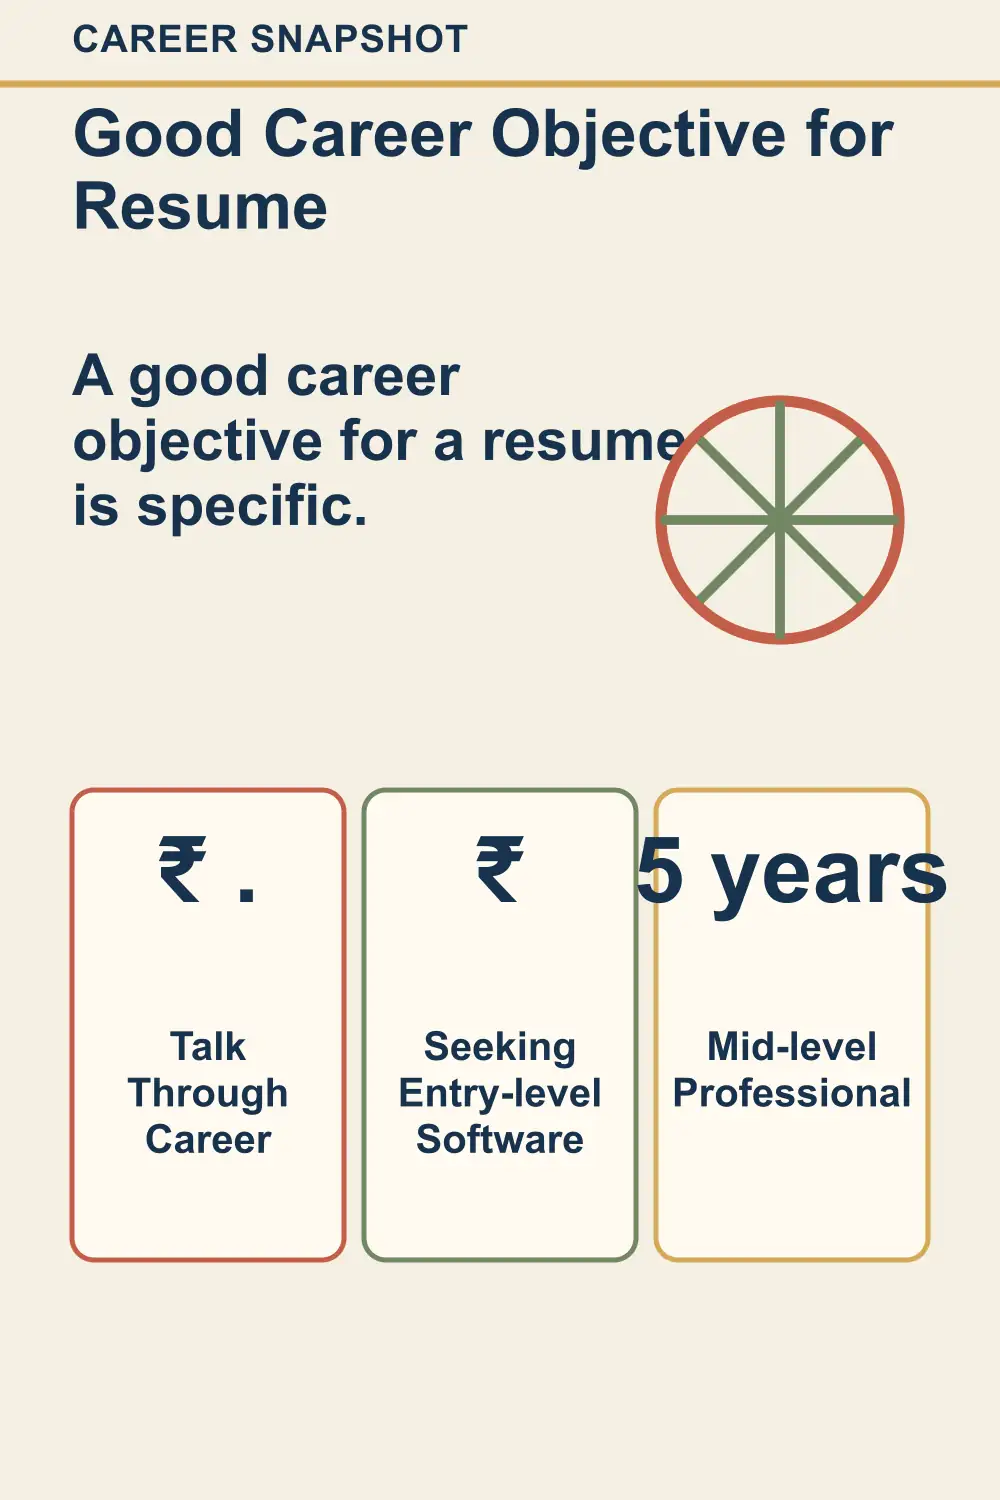 CAREER SNAPSHOT
Good Career Objective for
Resume
A good career
objective for a resume
is specific.
₹ .
Talk
Through
Career
₹
Seeking
Entry-level
Software
5 years
Mid-level
Professional